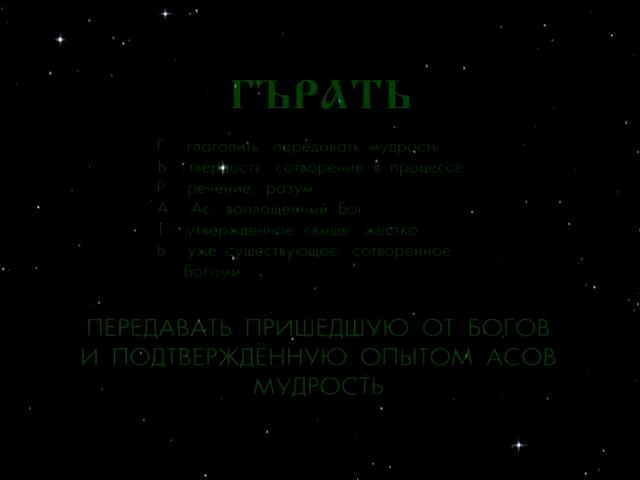 ГЪРАТЬ
Г глаголить, передавать мудрость
Ъ твердость, сотворение в процессе
Р речение, разум
А Ас, воплощенный Бог
Т утверждённое свыше, жестко
Ь уже существующее, сотворенное
Богами
ПЕРЕДАВАТЬ ПРИШЕДШУЮ ОТ БОГОВ
И ПОДТВЕРЖДЁННУЮ ОПЫТОМ АСОВ
МУДРОСТЬ